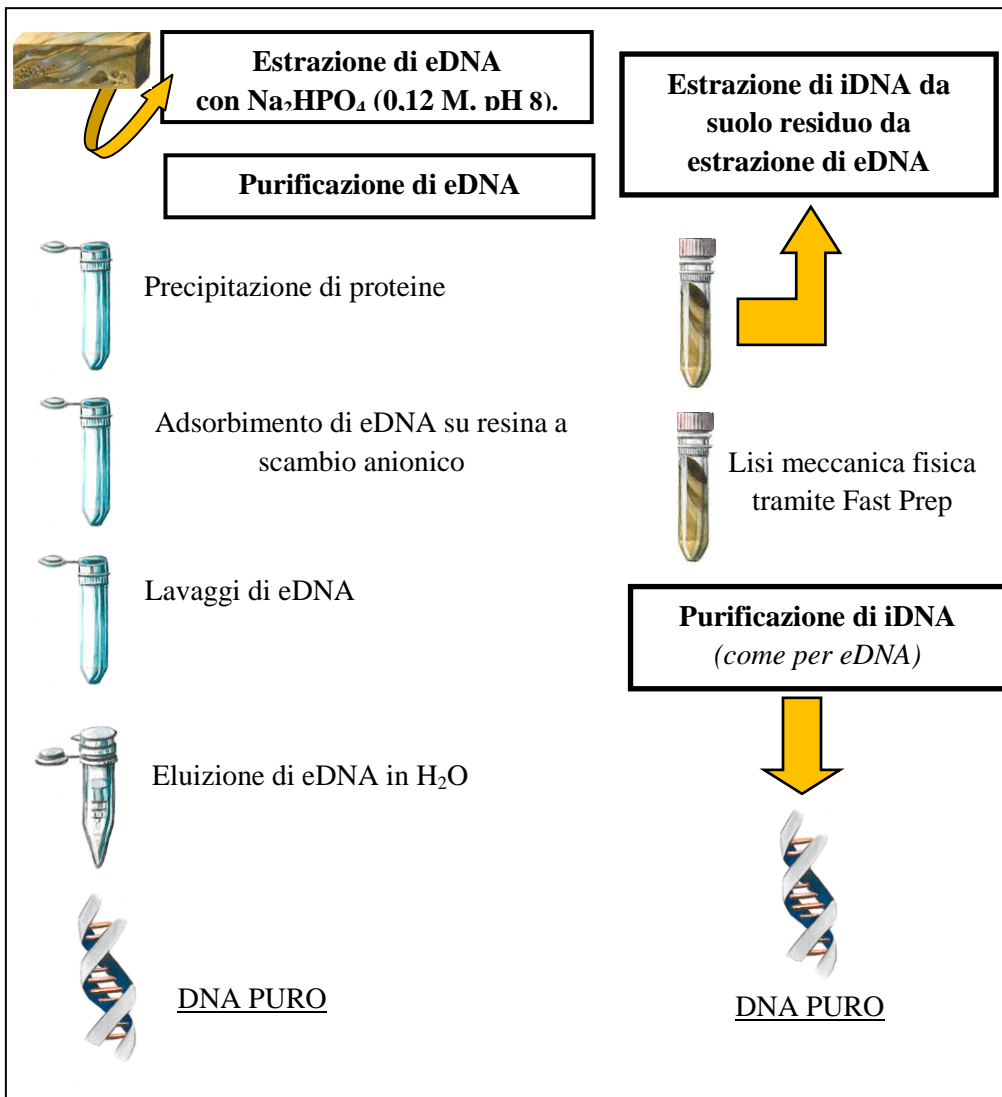 Estrazione di eDNA
con Na₂HPO₄ (0,12 M. pH 8).
Purificazione di eDNA
Precipitazione di proteine
Adsorbimento di eDNA su resina a
scambio anionico
Lavaggi di eDNA
Eluizione di eDNA in H₂O
DNA PURO
Estrazione di iDNA da
suolo residuo da
estrazione di eDNA
Lisi meccanica fisica
tramite Fast Prep
Purificazione di iDNA
(come per eDNA)
DNA PURO